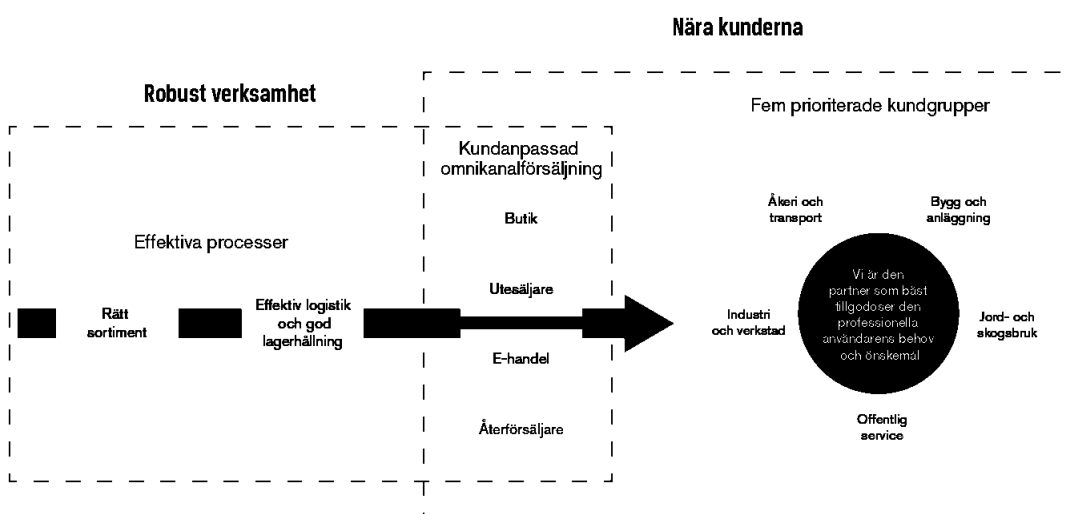 Nära kunderna
Robust verksamhet
Fem prioriterade kundgrupper
Kundanpassad
omnikanalförsäljning
Effektiva processer
Rätt
sortiment
Effektiv logistik
och god
lagerhållning
Butik
Utesäljare
E-handel
Återförsäljare
Åkeri och
transport
Bygg och
anläggning
Industri
och verkstad
Vi är den
partner som bäst
tillgodoser den
professionella
användarens behov
och önskemål
Jord- och
skogsbruk
Offentlig
service